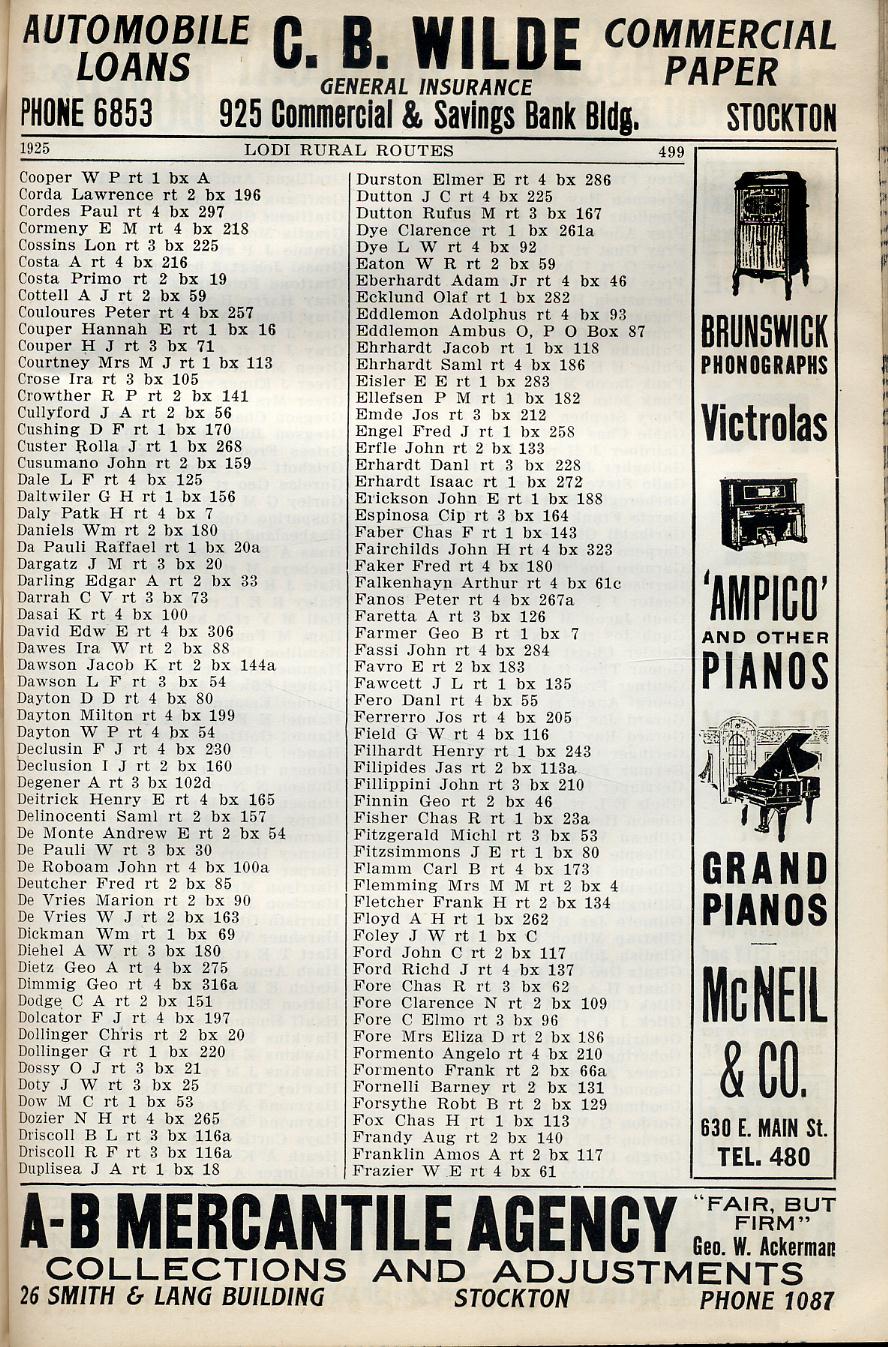 AUTOMOBILE LOANS
C. B. WILDE
COMMERCIAL PAPER
GENERAL INSURANCE
PHONE 6853 925 Commercial & Savings Bank Bldg. STOCKTON
1925 LODI RURAL ROUTES 499
Cooper W P rt 1 bx A
Corda Lawrence rt 2 bx 196
Cordes Paul rt 4 bx 297
Cormeny E M rt 4 bx 218
Cossins Lon rt 3 bx 225
Costa A rt 4 bx 216
Costa Primo rt 2 bx 19
Cottell A J rt 2 bx 59
Couloures Peter rt 4 bx 257
Couper Hannah E rt 1 bx 16
Couper H J rt 3 bx 71
Courtney Mrs M J rt 1 bx 113
Crose Ira rt 3 bx 105
Crowther R P rt 2 bx 141
Cullyford J A rt 2 bx 56
Cushing D F rt 1 bx 170
Custer Rolla J rt 1 bx 268
Cusumano John rt 2 bx 159
Dale L F rt 4 bx 125
Daltwiler G H rt 1 bx 156
Daly Patk H rt 4 bx 7
Daniels Wm rt 2 bx 180
Da Pauli Raffael rt 1 bx 20a
Dargatz J M rt 3 bx 20
Darling Edgar A rt 2 bx 33
Darrah C V rt 3 bx 73
Dasai K rt 4 bx 100
David Edw E rt 4 bx 306
Dawes Ira W rt 2 bx 88
Dawson Jacob K rt 2 bx 144a
Dawson L F rt 3 bx 54
Dayton D D rt 4 bx 80
Dayton Milton rt 4 bx 199
Dayton W P rt 4 bx 54
Declusin F J rt 4 bx 230
Declusion I J rt 2 bx 160
Degener A rt 3 bx 102d
Deitrick Henry E rt 4 bx 165
Delinocenti Saml rt 2 bx 157
De Monte Andrew E rt 2 bx 54
De Pauli W rt 3 bx 30
De Roboam John rt 4 bx 100a
Deutcher Fred rt 2 bx 85
De Vries Marion rt 2 bx 90
De Vries W J rt 2 bx 163
Dickman Wm rt 1 bx 69
Diehel A W rt 3 bx 180
Dietz Geo A rt 4 bx 275
Dimmig Geo rt 4 bx 316a
Dodge C A rt 2 bx 151
Dolcator F J rt 4 bx 197
Dollinger Chris rt 2 bx 20
Dollinger G rt 1 bx 220
Dossy O J rt 3 bx 21
Doty J W rt 3 bx 25
Dow M C rt 1 bx 53
Dozier N H rt 4 bx 265
Driscoll B L rt 3 bx 116a
Driscoll R F rt 3 bx 116a
Duplisea J A rt 1 bx 18
Durston Elmer E rt 4 bx 286
Dutton J C rt 4 bx 225
Dutton Rufus M rt 3 bx 167
Dye Clarence rt 1 bx 261a
Dye L W rt 4 bx 92
Eaton W R rt 2 bx 59
Eberhardt Adam Jr rt 4 bx 46
Ecklund Olaf rt 1 bx 282
Eddlemon Adolphus rt 4 bx 93
Eddlemon Ambus O, P O Box 87
Ehrhardt Jacob rt 1 bx 118
Ehrhardt Saml rt 4 bx 186
Eisler E E rt 1 bx 283
Ellefsen P M rt 1 bx 182
Emde Jos rt 3 bx 212
Engel Fred J rt 1 bx 258
Erfle John rt 2 bx 133
Erhardt Danl rt 3 bx 228
Erhardt Isaac rt 1 bx 272
Erickson John E rt 1 bx 188
Espinosa Cip rt 3 bx 164
Faber Chas F rt 1 bx 143
Fairchilds John H rt 4 bx 323
Faker Fred rt 4 bx 180
Falkenhayn Arthur rt 4 bx 61c
Fanos Peter rt 4 bx 267a
Faretta A rt 3 bx 126
Farmer Geo B rt 1 bx 7
Fassi John rt 4 bx 284
Favro E rt 2 bx 183
Fawcett J L rt 1 bx 135
Fero Danl rt 4 bx 55
Ferrerro Jos rt 4 bx 205
Field G W rt 4 bx 116
Filhardt Henry rt 1 bx 243
Filipides Jas rt 2 bx 113a
Fillippini John rt 3 bx 210
Finnin Geo rt 2 bx 46
Fisher Chas R rt 1 bx 23a
Fitzgerald Michl rt 3 bx 53
Fitzsimmons J E rt 1 bx 80
Flamm Carl B rt 4 bx 173
Flemming Mrs M M rt 2 bx 4
Fletcher Frank H rt 2 bx 134
Floyd A H rt 1 bx 262
Foley J W rt 1 bx C
Ford John C rt 2 bx 117
Ford Richd J rt 4 bx 137
Fore Chas R rt 3 bx 62
Fore Clarence N rt 2 bx 109
Fore C Elmo rt 3 bx 96
Fore Mrs Eliza D rt 2 bx 186
Formento Angelo rt 4 bx 210
Formento Frank rt 2 bx 66a
Fornelli Barney rt 2 bx 131
Forsythe Robt B rt 2 bx 129
Fox Chas H rt 1 bx 113
Frandy Aug rt 2 bx 140
Franklin Amos A rt 2 bx 117
Frazier W E rt 4 bx 61
BRUNSWICK
PHONOGRAPHS
Victrolas
'AMPICO'
AND OTHER
PIANOS
GRAND
PIANOS
McNEIL
& CO.
630 E. MAIN St.
TEL. 480
A-B MERCANTILE AGENCY
"FAIR, BUT
FIRM"
Geo. W. Ackerman
COLLECTIONS AND ADJUSTMENTS
26 SMITH & LANG BUILDING STOCKTON PHONE 1087